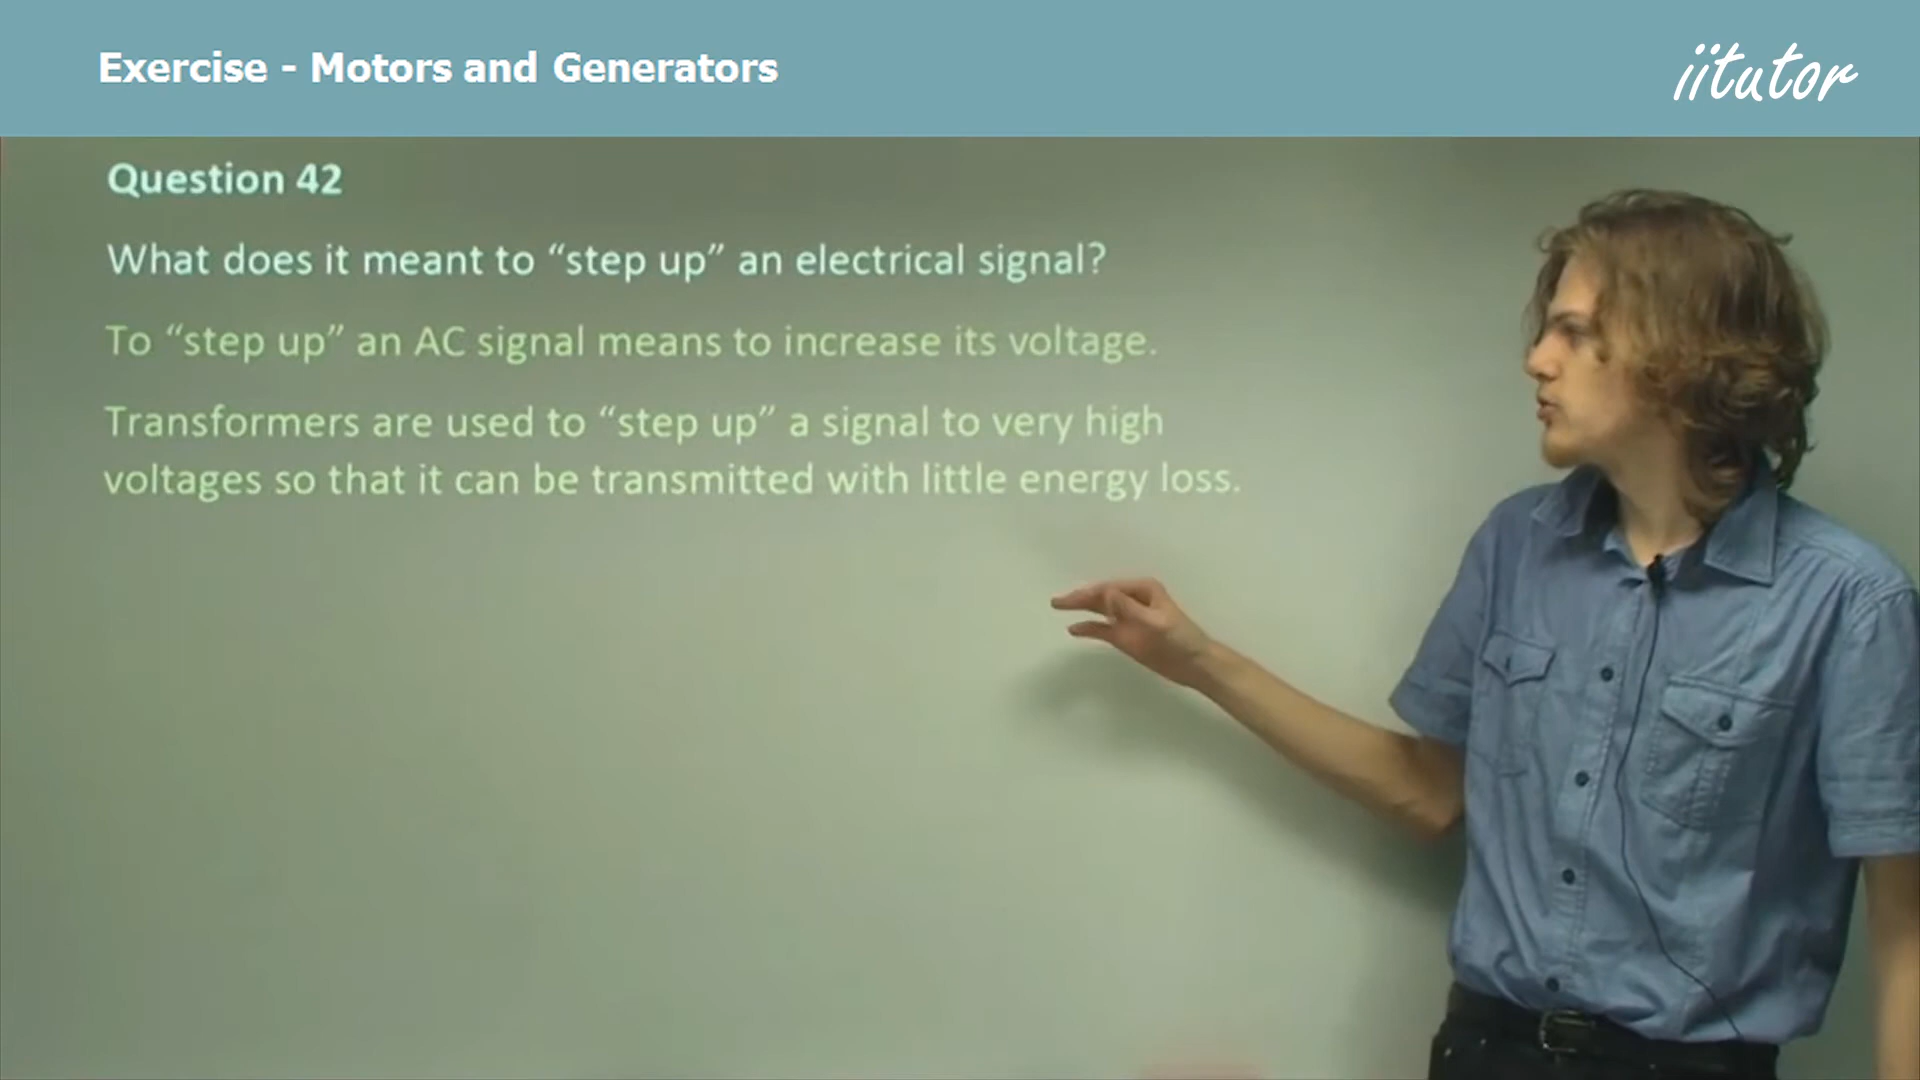 Exercise - Motors and Generators
iitutor
Question 42
What does it meant to “step up” an electrical signal?
To “step up” an AC signal means to increase its voltage.
Transformers are used to “step up” a signal to very high
voltages so that it can be transmitted with little energy loss.